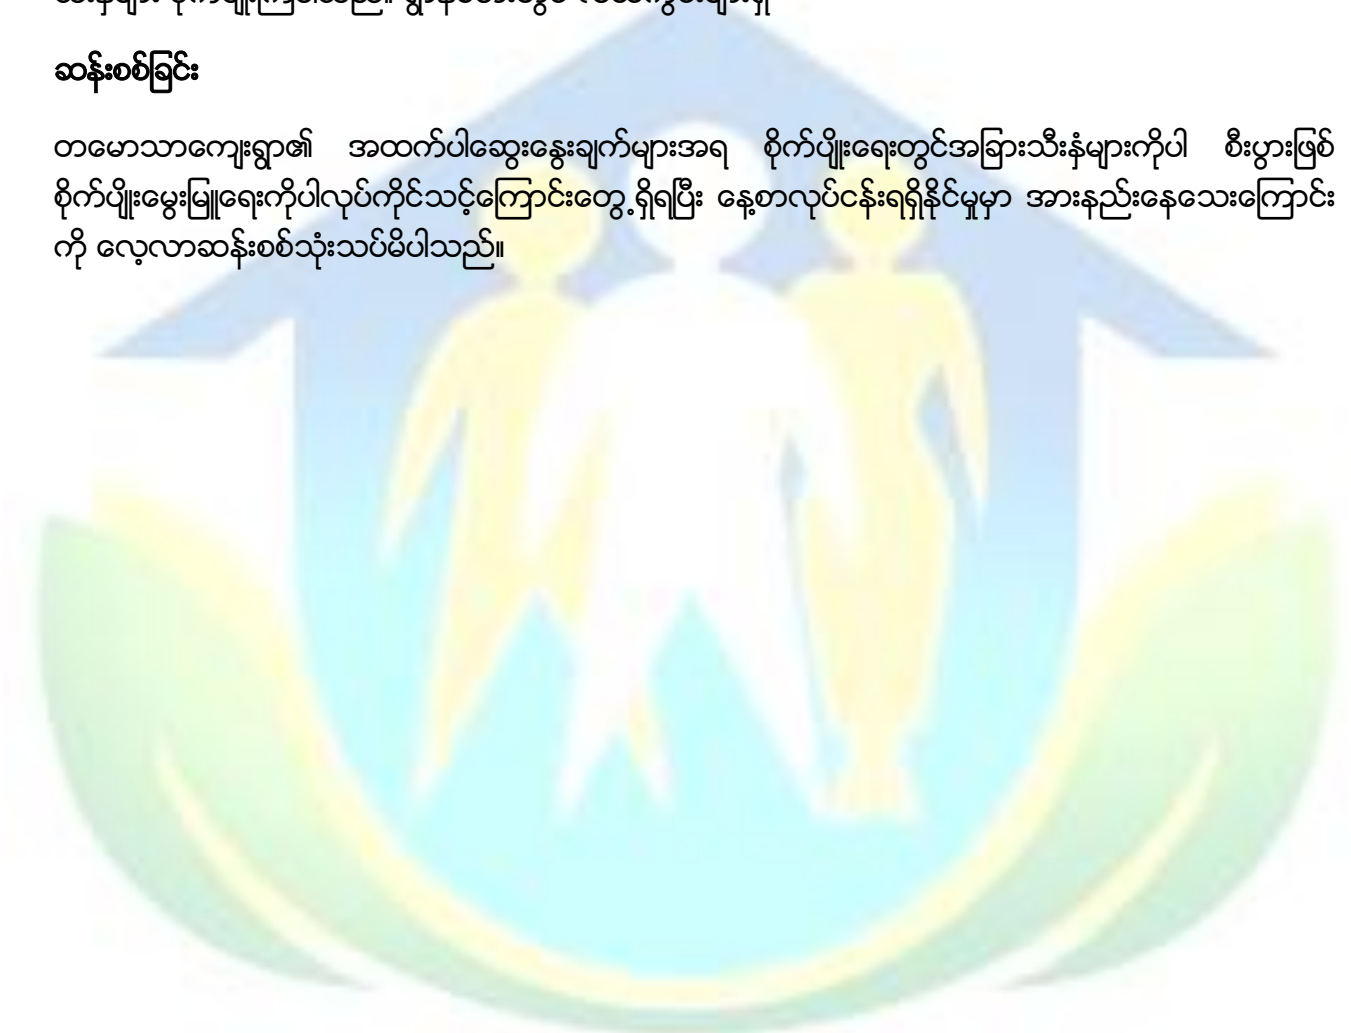 ဆန်းစစ်ခြင်း
တမောသာကျေးရွာ၏ အထက်ပါဆွေးနွေးချက်များအရ စိုက်ပျိုးရေးတွင်အခြားသီးနှံများကိုပါ စီးပွားဖြစ်
စိုက်ပျိုးမွေးမြူရေးကိုပါလုပ်ကိုင်သင့်ကြောင်းတွေ့ရှိရပြီး နေ့စာလုပ်ငန်းရရှိနိုင်မှုမှာ အားနည်းနေသေးကြောင်း
ကို လေ့လာဆန်းစစ်သုံးသပ်မိပါသည်။